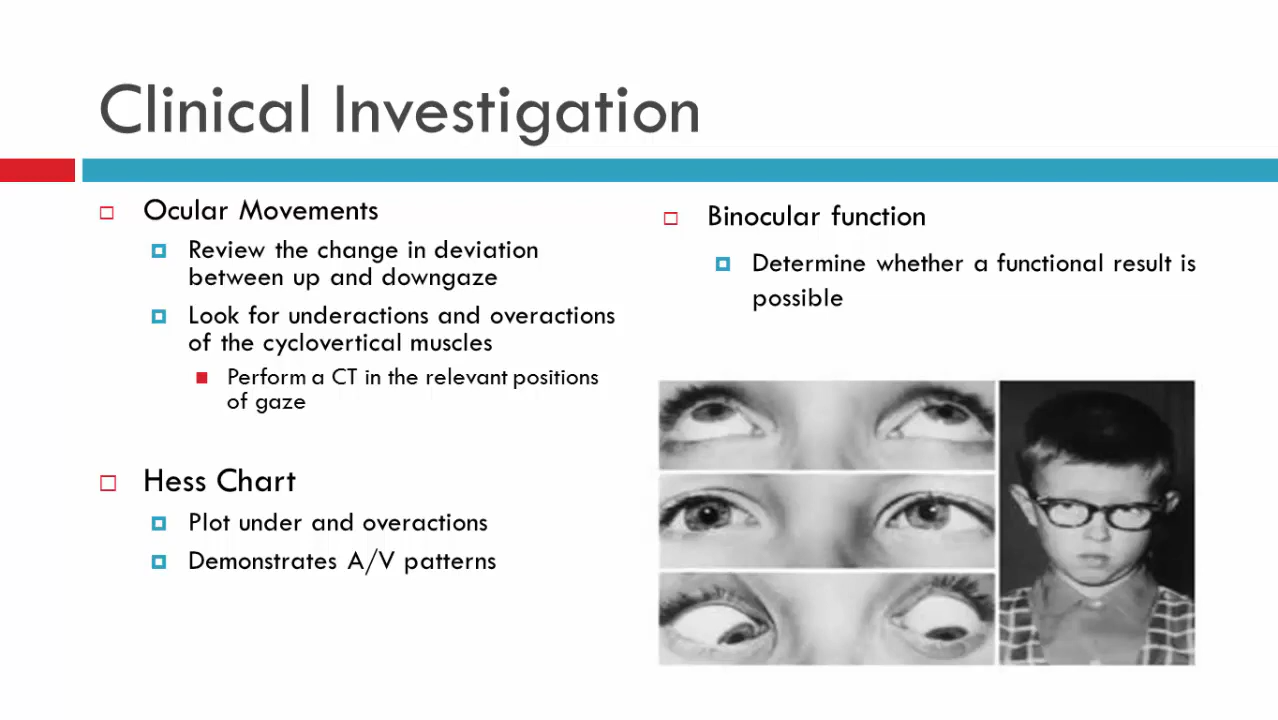 Clinical Investigation
Ocular Movements
Review the change in deviation
between up and downgaze
Look for underactions and overactions
of the cyclovertical muscles
Perform a CT in the relevant positions
of gaze
Hess Chart
Plot under and overactions
Demonstrates A/V patterns
Binocular function
Determine whether a functional result is
possible